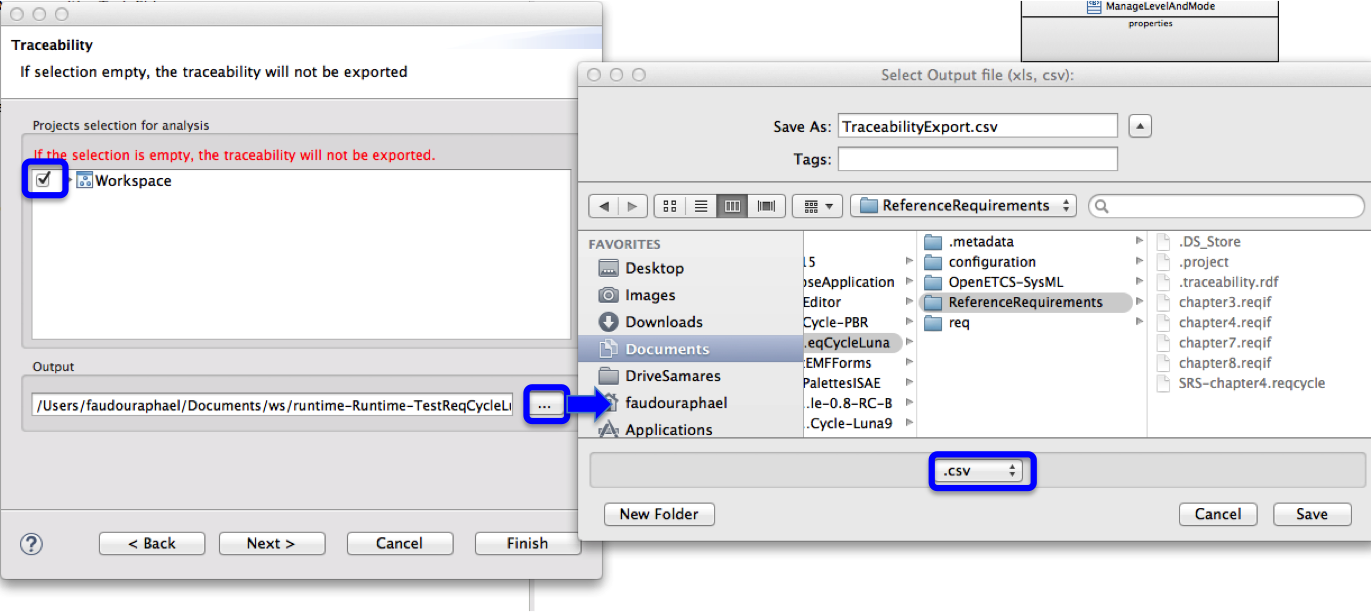 ManageLevelAndMode
properties
Traceability
If selection empty, the traceability will not be exported
Projects selection for analysis
If the selection is empty, the traceability will not be exported.
Workspace
Output
/Users/faudouraphael/Documents/ws/runtime-Runtime-TestReqCycleLu
...
?
< Back
Next >
Cancel
Finish
Select Output file (xls, csv):
Save As:
TraceabilityExport.csv
Tags:
ReferenceRequirements
FAVORITES
Desktop
Images
Downloads
Documents
DriveSamares
faudouraphael
Applications
15
oseApplication
Editor
Cycle-PBR
.eqCycleLuna
:EMFForms
PalettesISAE
..le-0.8-RC-B
..Cycle-Luna9
.metadata
configuration
OpenETCS-SysML
ReferenceRequirements
req
.DS_Store
.project
.traceability.rdf
chapter3.reqif
chapter4.reqif
chapter7.reqif
chapter8.reqif
SRS-chapter4.reqcycle
.csv
New Folder
Cancel
Save